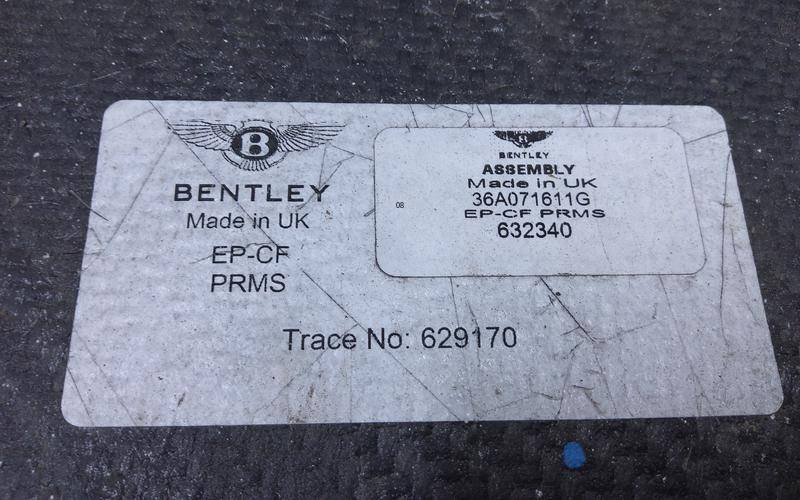 B
BENTLEY
Made in UK
EP-CF
PRMS
Trace No: 629170
B
BENTLEY
ASSEMBLY
Made in UK
08
36A071611G
EP-CF PRMS
632340